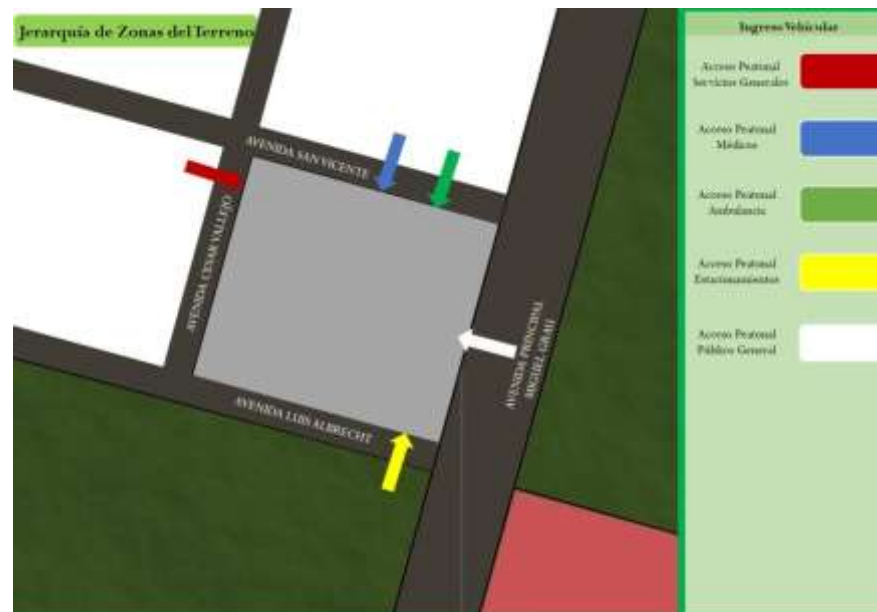 Jerarquía de Zonas del Terreno
Ingreso Vehicular
Acceso Peatonal
Servicios Generales
Acceso Peatonal
Médicos
Acceso Peatonal
Ambulancia
Acceso Peatonal
Estacionamientos
Acceso Peatonal
Público General
AVENIDA SAN VICENTE
AVENIDA CESAR VALLEJO
AVENIDA PRINCIPAL
MIGUEL GRAU
AVENIDA LUIS ALBRECHT